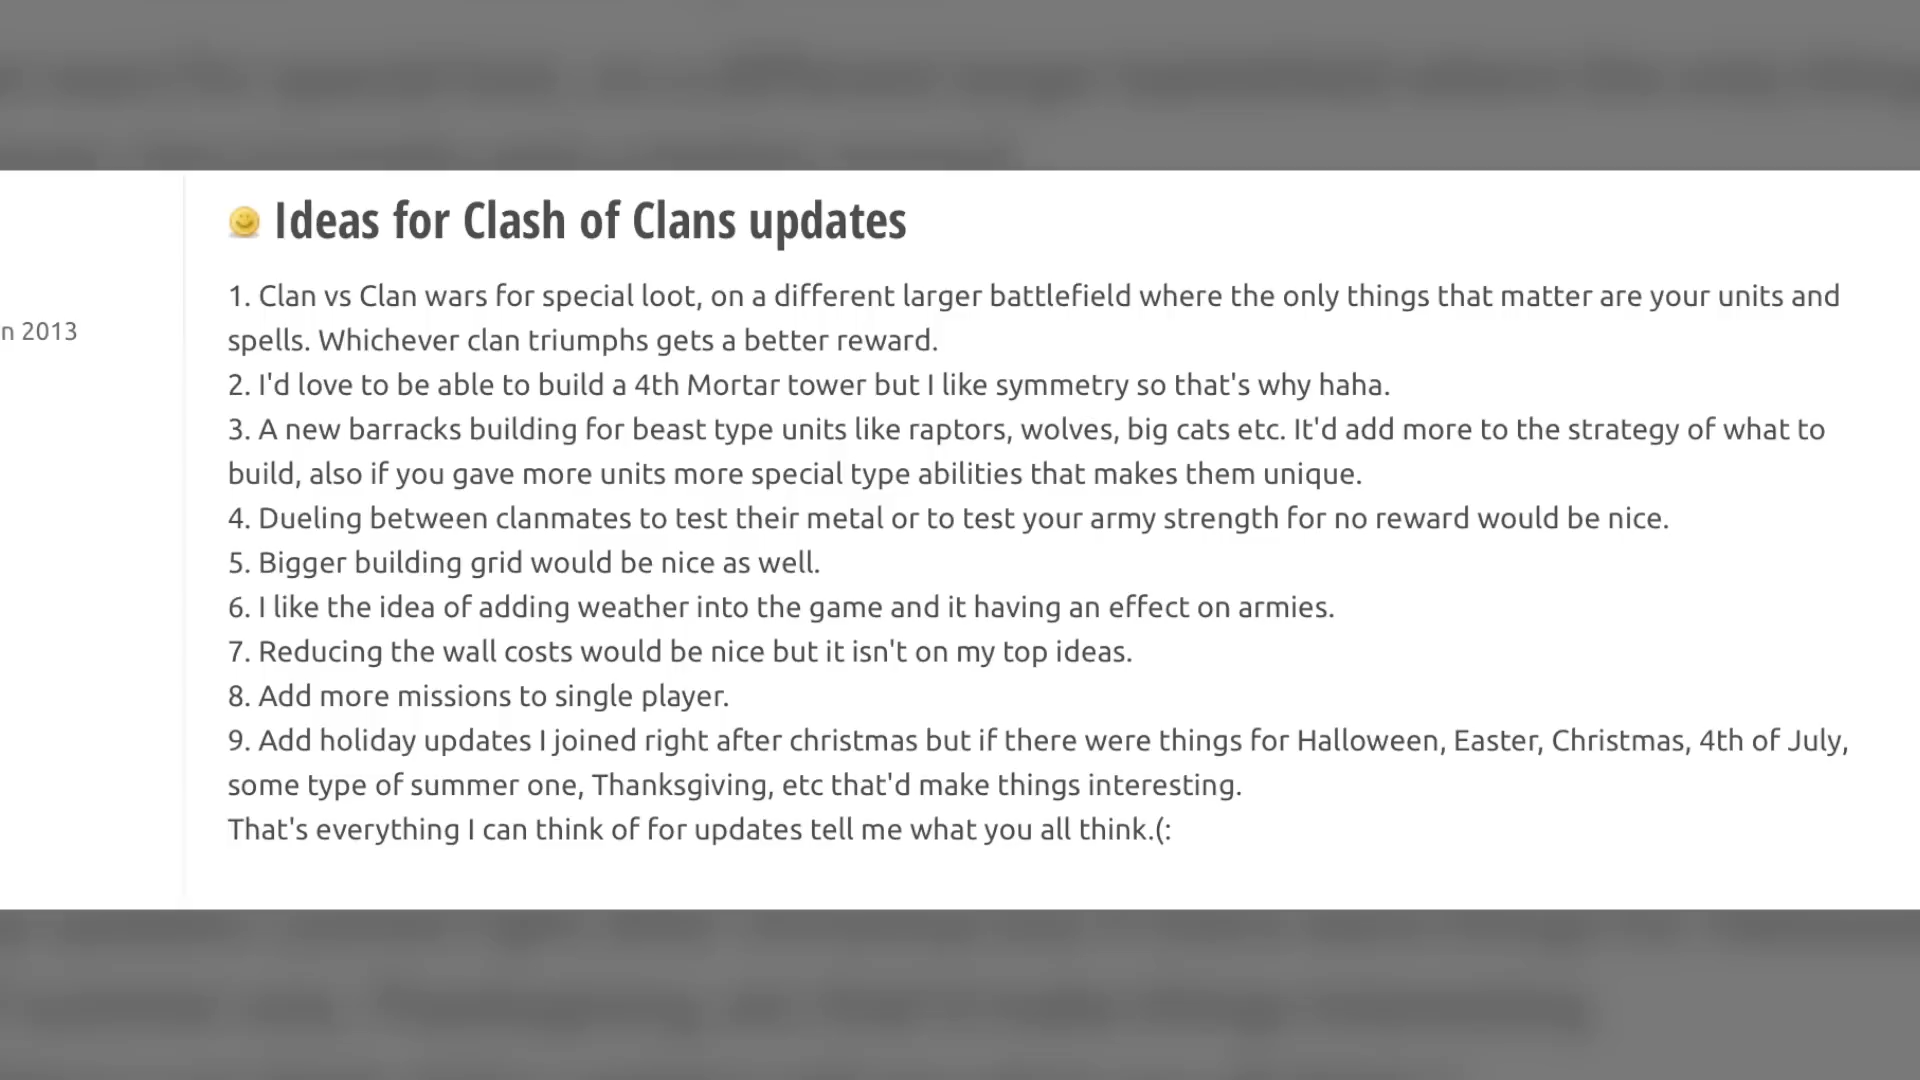 Ideas for Clash of Clans updates
1. Clan vs Clan wars for special loot, on a different larger battlefield where the only things that matter are your units and
n 2013
spells. Whichever clan triumphs gets a better reward.
2. I'd love to be able to build a 4th Mortar tower but I like symmetry so that's why haha.
3. A new barracks building for beast type units like raptors, wolves, big cats etc. It'd add more to the strategy of what to
build, also if you gave more units more special type abilities that makes them unique.
4. Dueling between clanmates to test their metal or to test your army strength for no reward would be nice.
5. Bigger building grid would be nice as well.
6. I like the idea of adding weather into the game and it having an effect on armies.
7. Reducing the wall costs would be nice but it isn't on my top ideas.
8. Add more missions to single player.
9. Add holiday updates I joined right after christmas but if there were things for Halloween, Easter, Christmas, 4th of July,
some type of summer one, Thanksgiving, etc that'd make things interesting.
That's everything I can think of for updates tell me what you all think.(: